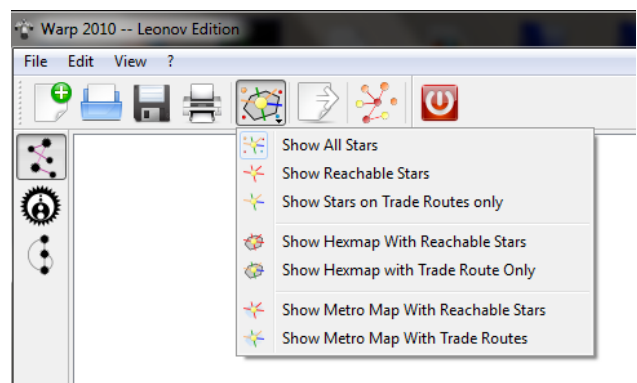 Warp 2010 -- Leonov Edition
File Edit View ?
Show All Stars
Show Reachable Stars
Show Stars on Trade Routes only
Show Hexmap With Reachable Stars
Show Hexmap with Trade Route Only
Show Metro Map With Reachable Stars
Show Metro Map With Trade Routes